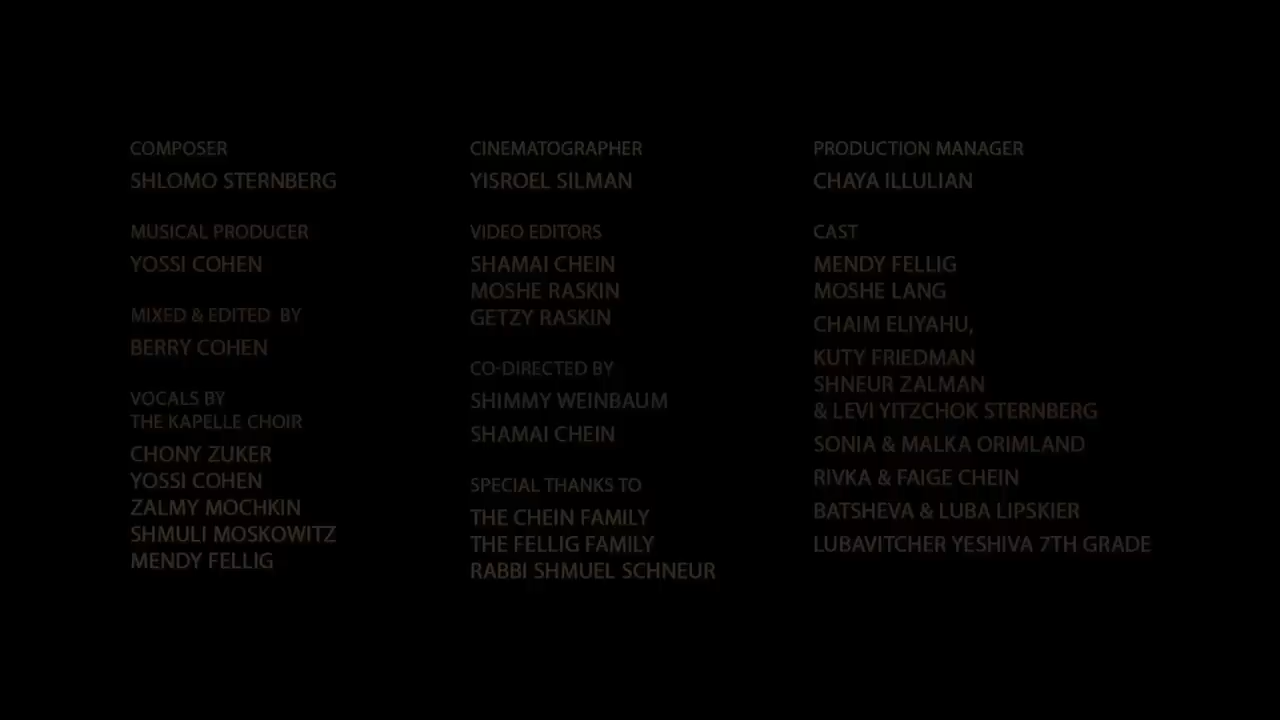 COMPOSER
SHLOMO STERNBERG
MUSICAL PRODUCER
YOSSI COHEN
MIXED & EDITED BY
BERRY COHEN
VOCALS BY
THE KAPELLE CHOIR
CHONY ZUKER
YOSSI COHEN
ZALMY MOCHKIN
SHMULI MOSKOWITZ
MENDY FELLIG
CINEMATOGRAPHER
YISROEL SILMAN
VIDEO EDITORS
SHAMAI CHEIN
MOSHE RASKIN
GETZY RASKIN
CO-DIRECTED BY
SHIMMY WEINBAUM
SHAMAI CHEIN
SPECIAL THANKS TO
THE CHEIN FAMILY
THE FELLIG FAMILY
RABBI SHMUEL SCHNEUR
PRODUCTION MANAGER
CHAYA ILLULIAN
CAST
MENDY FELLIG
MOSHE LANG
CHAIM ELIYAHU,
KUTY FRIEDMAN
SHNEUR ZALMAN
& LEVI YITZCHOK STERNBERG
SONIA & MALKA ORIMLAND
RIVKA & FAIGE CHEIN
BATSHEVA & LUBA LIPSKIER
LUBAVITCHER YESHIVA 7TH GRADE